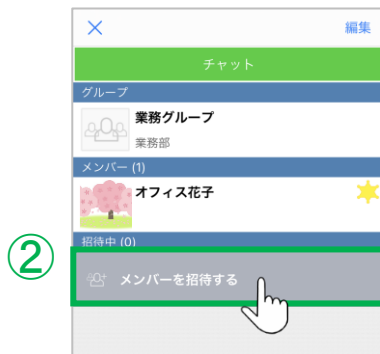 編集
チャット
グループ
業務グループ
業務部
メンバー (1)
オフィス花子
招待中 (0)
②
メンバーを招待する